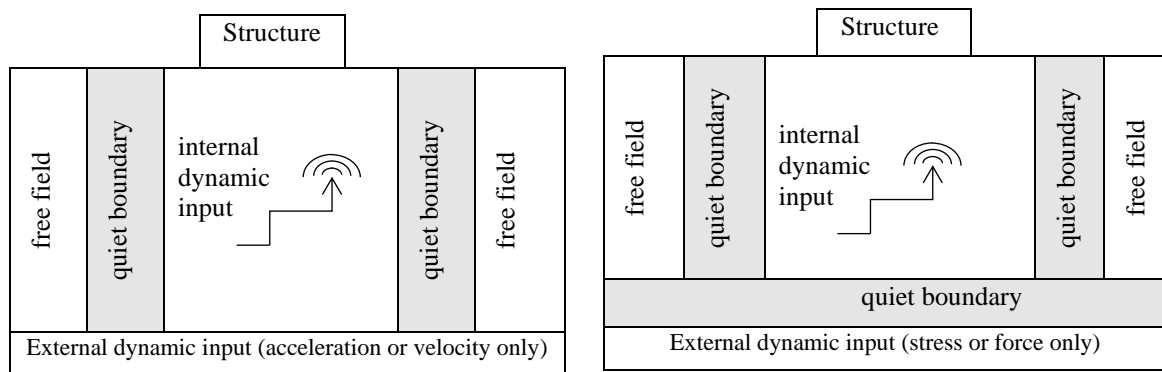 Structure
free field
quiet boundary
internal
dynamic
input
quiet boundary
free field
External dynamic input (acceleration or velocity only)
Structure
free field
quiet boundary
internal
dynamic
input
quiet boundary
free field
quiet boundary
External dynamic input (stress or force only)